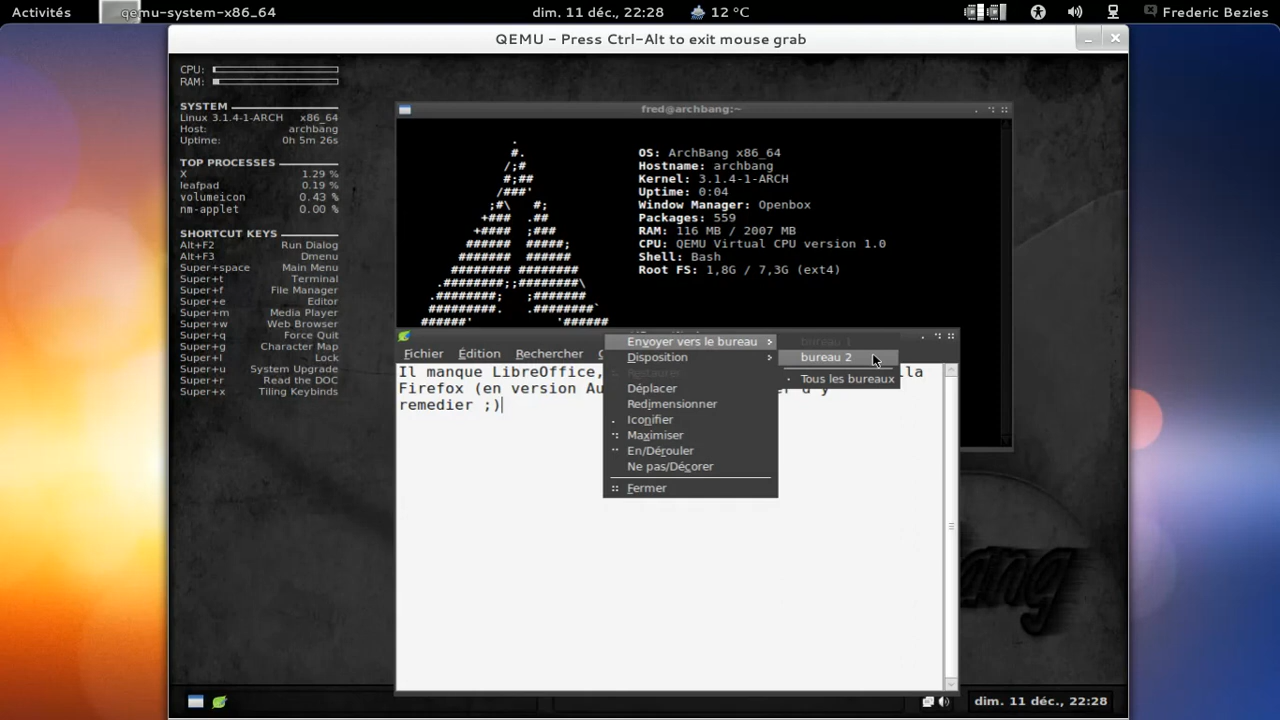 Activités qemu-system-x86_64 dim. 11 déc., 22:28 12 °C Frederic Bezies
QEMU - Press Ctrl-Alt to exit mouse grab
CPU:
RAM:
SYSTEM
Linux 3.1.4-1-ARCH x86_64
Host: archbang
Uptime: 0h 5m 26s
TOP PROCESSES
X 1.29 %
leafpad 0.19 %
volumeicon 0.43 %
nm-applet 0.00 %
SHORTCUT KEYS
Alt+F2 Run Dialog
Alt+F3 Dmenu
Super+space Main Menu
Super+t Terminal
Super+f File Manager
Super+e Editor
Super+m Media Player
Super+w Web Browser
Super+q Force Quit
Super+g Character Map
Super+l Lock
Super+u System Upgrade
Super+r Read the DOC
Super+x Tiling Keybinds
fred@archbang:~
OS: ArchBang x86_64
Hostname: archbang
Kernel: 3.1.4-1-ARCH
Uptime: 0:04
Window Manager: Openbox
Packages: 559
RAM: 116 MB / 2007 MB
CPU: QEMU Virtual CPU version 1.0
Shell: Bash
Root FS: 1,8G / 7,3G (ext4)
Fichier Édition Rechercher
Il manque LibreOffice,
Firefox (en version
remedier ;)
Envoyer vers le bureau
Disposition
Restaurer
Déplacer
Redimensionner
Iconifier
Maximiser
En/Dérouler
Ne pas/Décorer
Fermer
bureau 1
bureau 2
Tous les bureaux
dim. 11 déc., 22:28